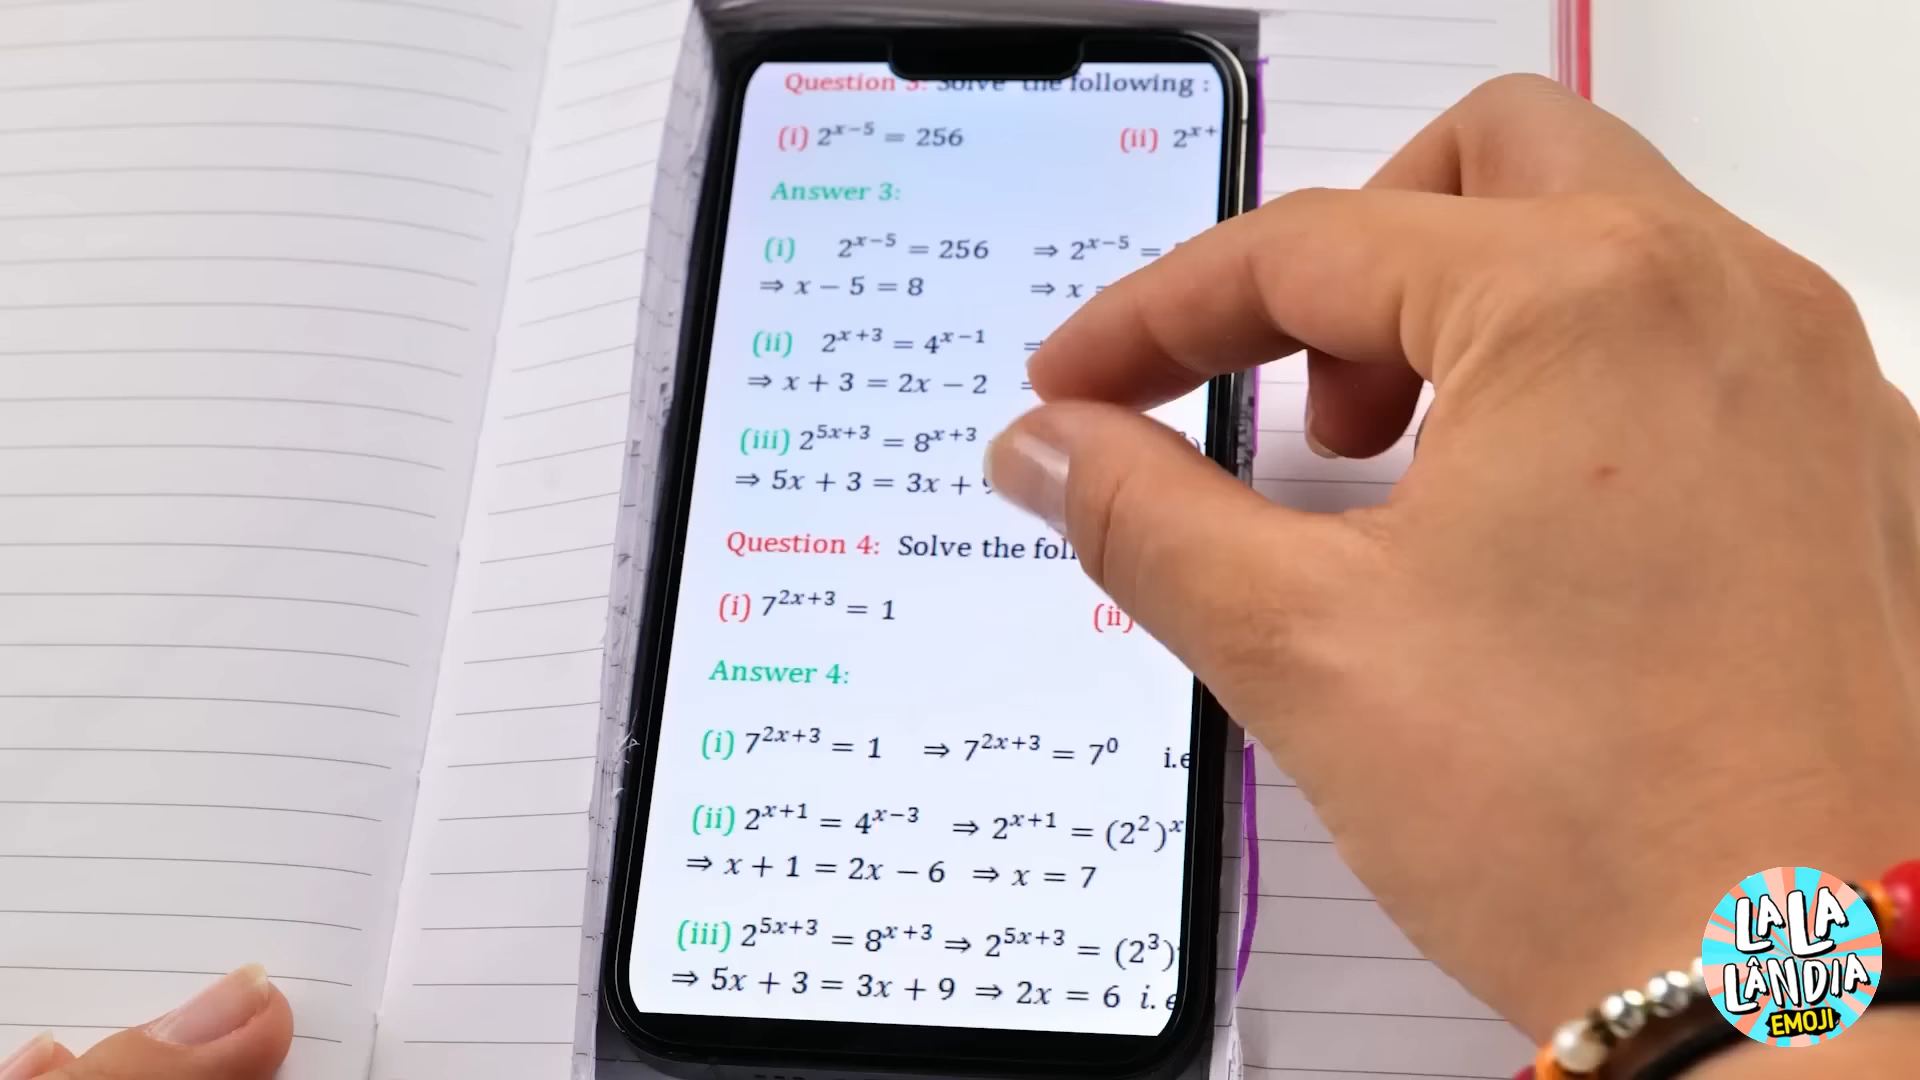 Question 3: Solve the following :
(i) 2^{x−5} = 256 (ii) 2^{x+
Answer 3:
(i) 2^{x−5} = 256 ⇒ 2^{x−5} =
⇒ x − 5 = 8 ⇒ x =
(ii) 2^{x+3} = 4^{x−1}
⇒ x + 3 = 2x − 2
(iii) 2^{5x+3} = 8^{x+3}
⇒ 5x + 3 = 3x + 9
Question 4: Solve the
(i) 7^{2x+3} = 1 (ii)
Answer 4:
(i) 7^{2x+3} = 1 ⇒ 7^{2x+3} = 7^0 i.e
(ii) 2^{x+1} = 4^{x−3} ⇒ 2^{x+1} = (2^2)^x
⇒ x + 1 = 2x − 6 ⇒ x = 7
(iii) 2^{5x+3} = 8^{x+3} ⇒ 2^{5x+3} = (2^3)
⇒ 5x + 3 = 3x + 9 ⇒ 2x = 6 i. e
LALA
LÂNDIA
EMOJI